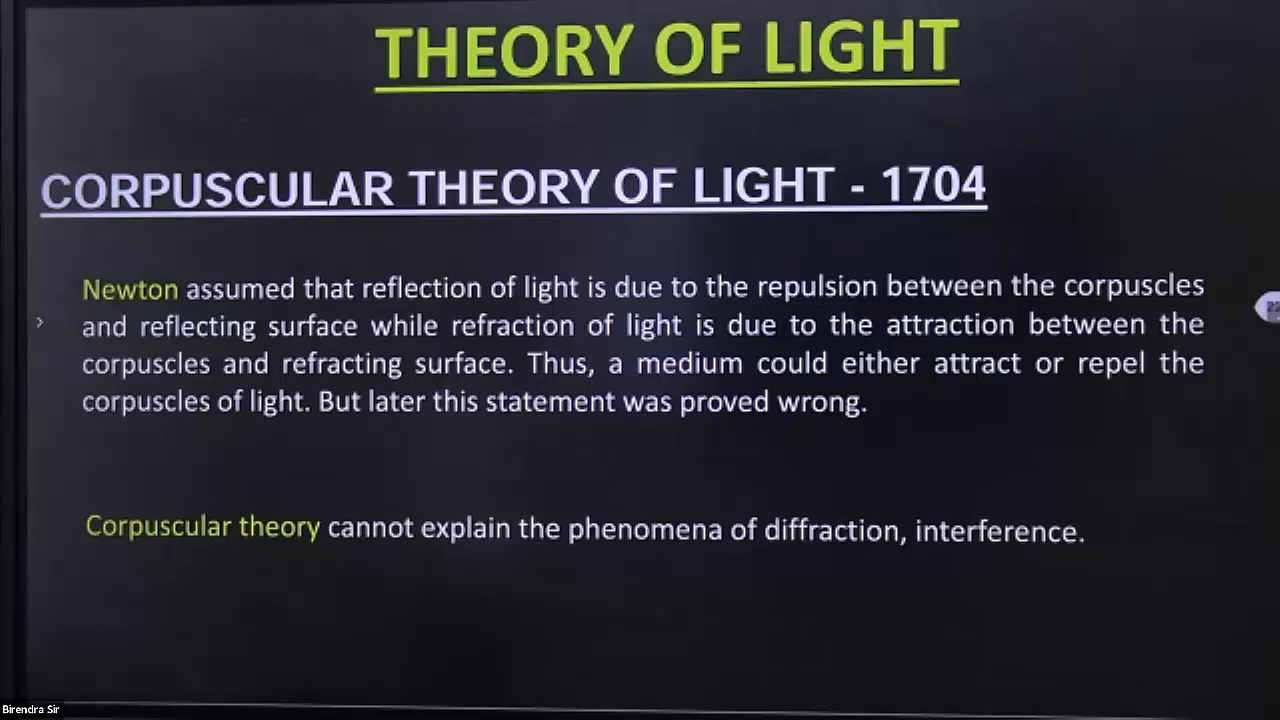 THEORY OF LIGHT
CORPUSCULAR THEORY OF LIGHT - 1704
Newton assumed that reflection of light is due to the repulsion between the corpuscles
and reflecting surface while refraction of light is due to the attraction between the
corpuscles and refracting surface. Thus, a medium could either attract or repel the
corpuscles of light. But later this statement was proved wrong.
Corpuscular theory cannot explain the phenomena of diffraction, interference.
Birendra Sir